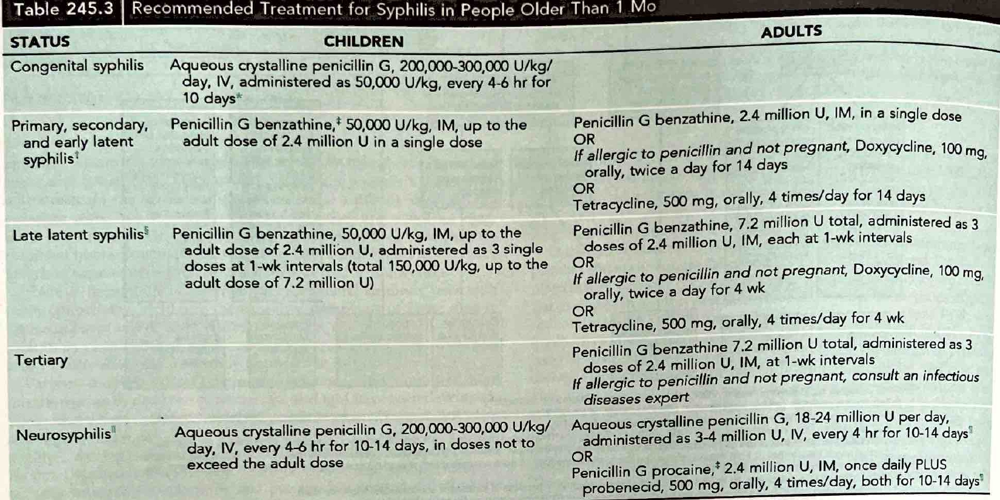 Table 245.3 Recommended Treatment for Syphilis in People Older Than 1 Mo
STATUS CHILDREN ADULTS
Congenital syphilis
Aqueous crystalline penicillin G, 200,000-300,000 U/kg/
day, IV, administered as 50,000 U/kg, every 4-6 hr for
10 days*
Primary, secondary,
and early latent
syphilis†
Penicillin G benzathine,‡ 50,000 U/kg, IM, up to the
adult dose of 2.4 million U in a single dose
Penicillin G benzathine, 2.4 million U, IM, in a single dose
OR
If allergic to penicillin and not pregnant, Doxycycline, 100 mg,
orally, twice a day for 14 days
OR
Tetracycline, 500 mg, orally, 4 times/day for 14 days
Late latent syphilis§
Penicillin G benzathine, 50,000 U/kg, IM, up to the
adult dose of 2.4 million U, administered as 3 single
doses at 1-wk intervals (total 150,000 U/kg, up to the
adult dose of 7.2 million U)
Penicillin G benzathine, 7.2 million U total, administered as 3
doses of 2.4 million U, IM, each at 1-wk intervals
OR
If allergic to penicillin and not pregnant, Doxycycline, 100 mg,
orally, twice a day for 4 wk
OR
Tetracycline, 500 mg, orally, 4 times/day for 4 wk
Tertiary
Penicillin G benzathine 7.2 million U total, administered as 3
doses of 2.4 million U, IM, at 1-wk intervals
If allergic to penicillin and not pregnant, consult an infectious
diseases expert
Neurosyphilis‖
Aqueous crystalline penicillin G, 200,000-300,000 U/kg/
day, IV, every 4-6 hr for 10-14 days, in doses not to
exceed the adult dose
Aqueous crystalline penicillin G, 18-24 million U per day,
administered as 3-4 million U, IV, every 4 hr for 10-14 days¶
OR
Penicillin G procaine,‡ 2.4 million U, IM, once daily PLUS
probenecid, 500 mg, orally, 4 times/day, both for 10-14 days¶